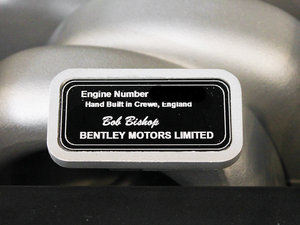 Engine Number
Hand Built in Crewe, England
Bob Bishop
BENTLEY MOTORS LIMITED